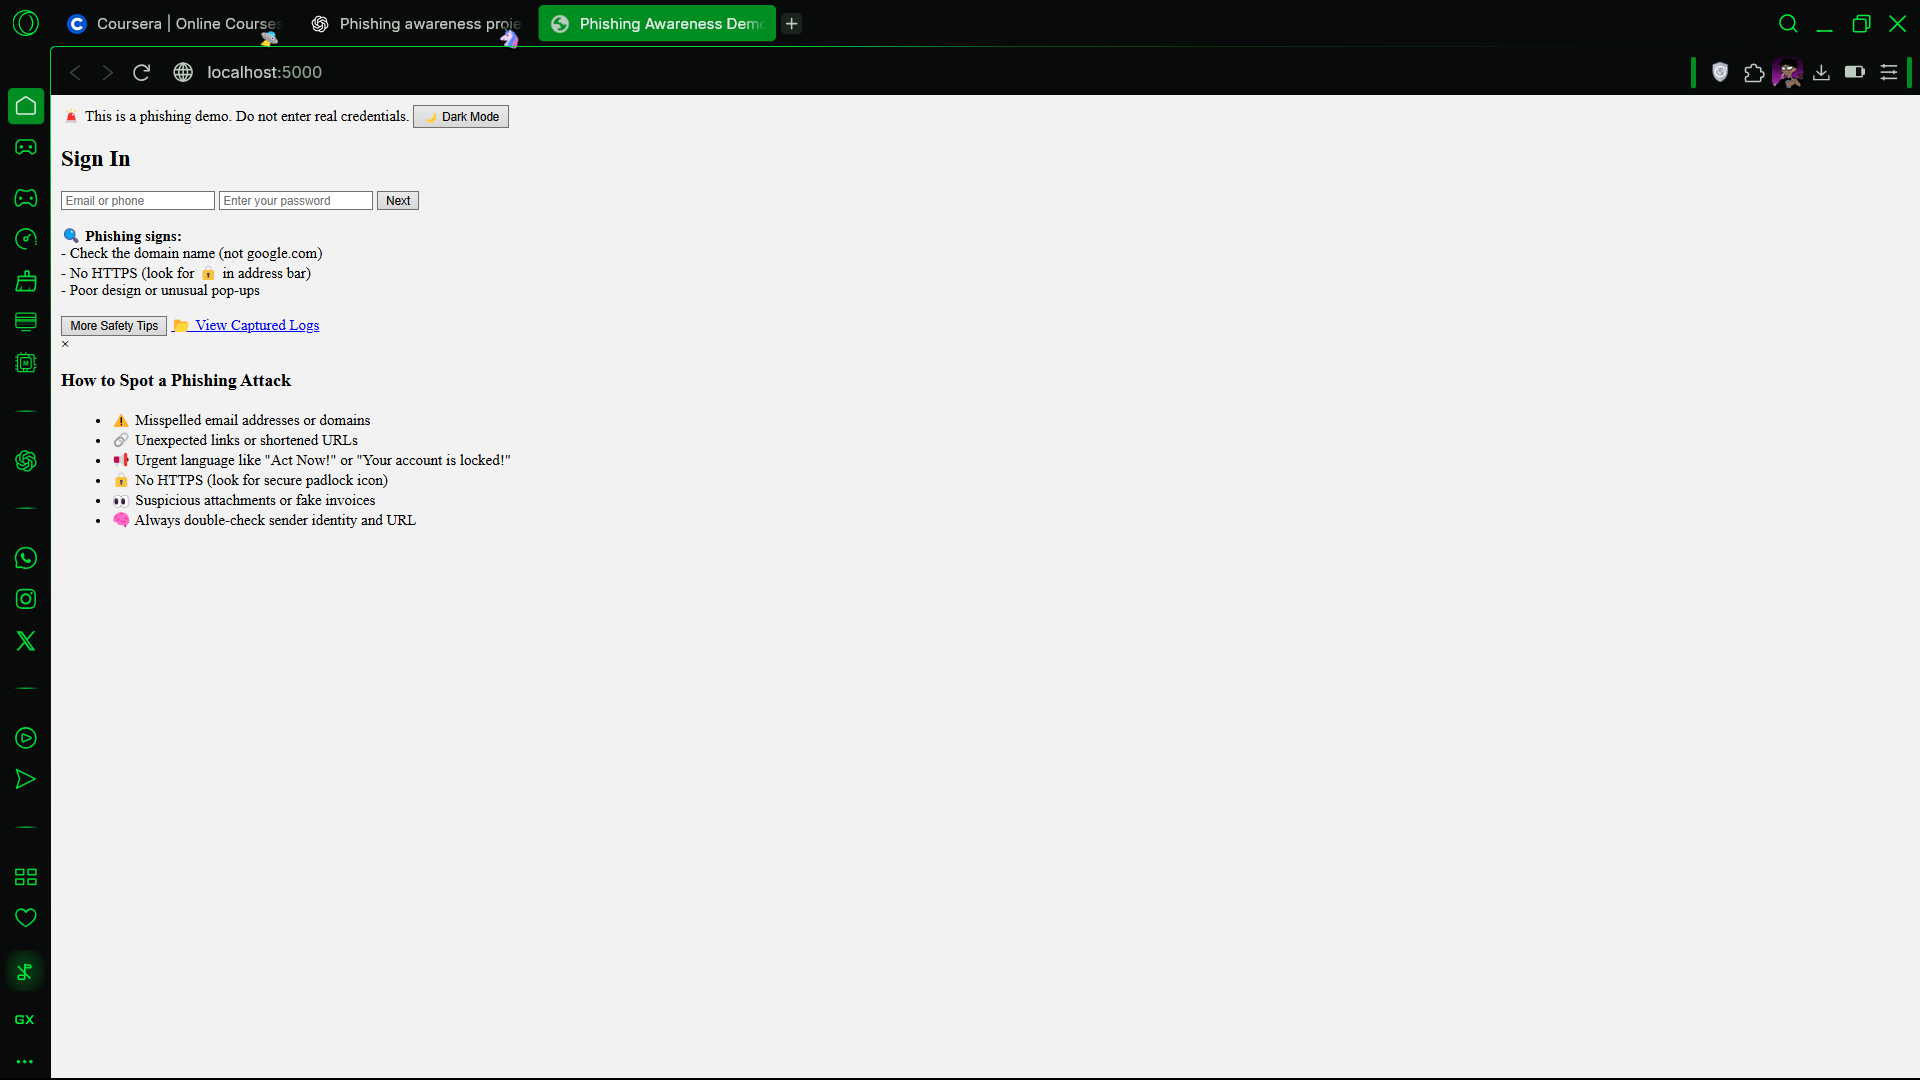 Coursera | Online Courses
Phishing awareness proje
Phishing Awareness Demo
localhost:5000
This is a phishing demo. Do not enter real credentials. Dark Mode
Sign In
Email or phone Enter your password Next
Phishing signs:
- Check the domain name (not google.com)
- No HTTPS (look for 🔒 in address bar)
- Poor design or unusual pop-ups
More Safety Tips View Captured Logs
×
How to Spot a Phishing Attack
• ⚠️ Misspelled email addresses or domains
• 🔗 Unexpected links or shortened URLs
• 📢 Urgent language like "Act Now!" or "Your account is locked!"
• 🔒 No HTTPS (look for secure padlock icon)
• 👀 Suspicious attachments or fake invoices
• 🧠 Always double-check sender identity and URL
GX